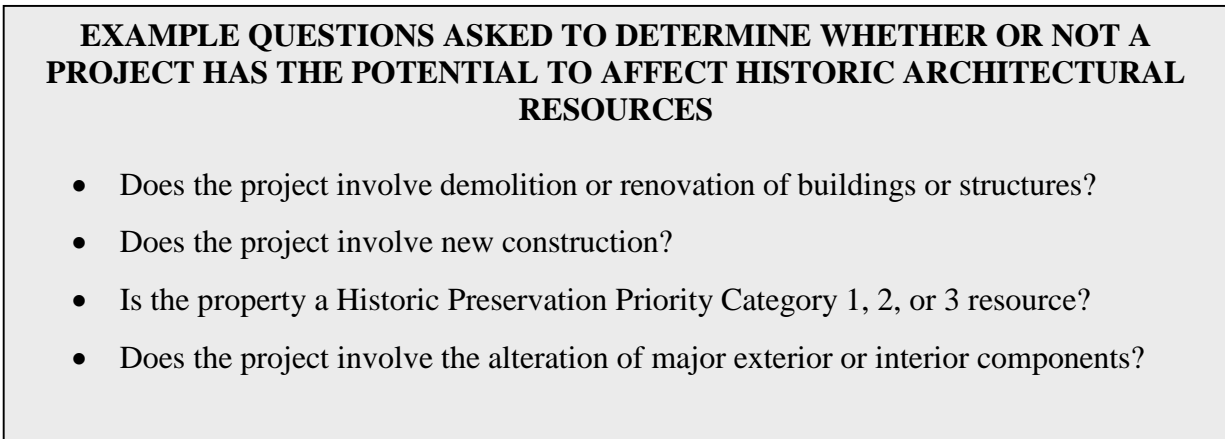 EXAMPLE QUESTIONS ASKED TO DETERMINE WHETHER OR NOT A
PROJECT HAS THE POTENTIAL TO AFFECT HISTORIC ARCHITECTURAL
RESOURCES
• Does the project involve demolition or renovation of buildings or structures?
• Does the project involve new construction?
• Is the property a Historic Preservation Priority Category 1, 2, or 3 resource?
• Does the project involve the alteration of major exterior or interior components?